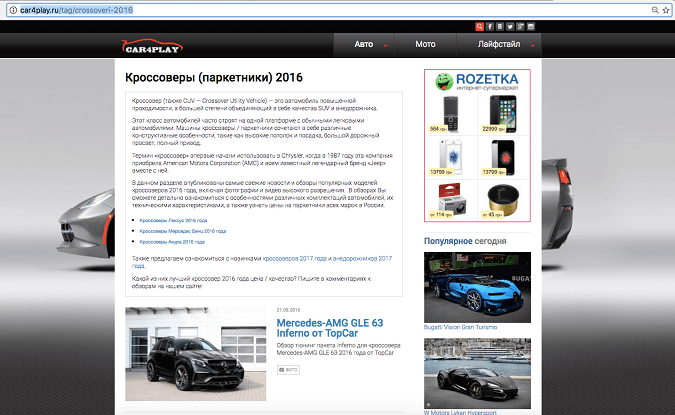 car4play.ru/tag/crossoveri-2016
CAR4PLAY
Авто
Мото
Лайфстайл
Кроссоверы (паркетники) 2016
Кроссовер (также CUV — Crossover Utility Vehicle) — это автомобиль повышенной
проходимости, в большей степени объединяющий в себе качества SUV и внедорожника.
Этот класс автомобилей часто строят на одной платформе с обычными легковыми
автомобилями. Машины кроссоверы / паркетники сочетают в себе различные
конструктивные особенности, такие как высокие потолок и посадка, большой дорожный
просвет, полный привод.
Термин «кроссовер» впервые начали использовать в Chrysler, когда в 1987 году эта компания
приобрела American Motors Corporation (AMC) и всем известный легендарный бренд «Jeep»
вместе с ней.
В данном разделе опубликованы самые свежие новости и обзоры популярных моделей
кроссоверов 2016 года, включая фотографии и видео высокого разрешения. В обзорах Вы
сможете детально ознакомиться с особенностями различных комплектаций автомобилей, их
техническими характеристиками, а также узнать цены на паркетники всех марок в России.
Кроссоверы Лексус 2016 года
Кроссоверы Мерседес Бенц 2016 года
Кроссоверы Акура 2016 года
Также предлагаем ознакомиться с новинками кроссоверов 2017 года и внедорожников 2017
года.
Какой из них лучший кроссовер 2016 года цена / качество? Пишите в комментариях к
обзорам на нашем сайте!
31.08.2016
Mercedes-AMG GLE 63
Inferno от TopCar
Обзор тюнинг пакета Inferno для кроссовера
Mercedes-AMG GLE 63 2016 года от TopCar
ФОТО
ROZETKA
интернет-супермаркет
564 грн
22999 грн
13799 грн
13799 грн
от 114 грн
от 45 грн
Популярное сегодня
BUGATTI
Bugatti Vision Gran Turismo
W Motors Lykan Hypersport